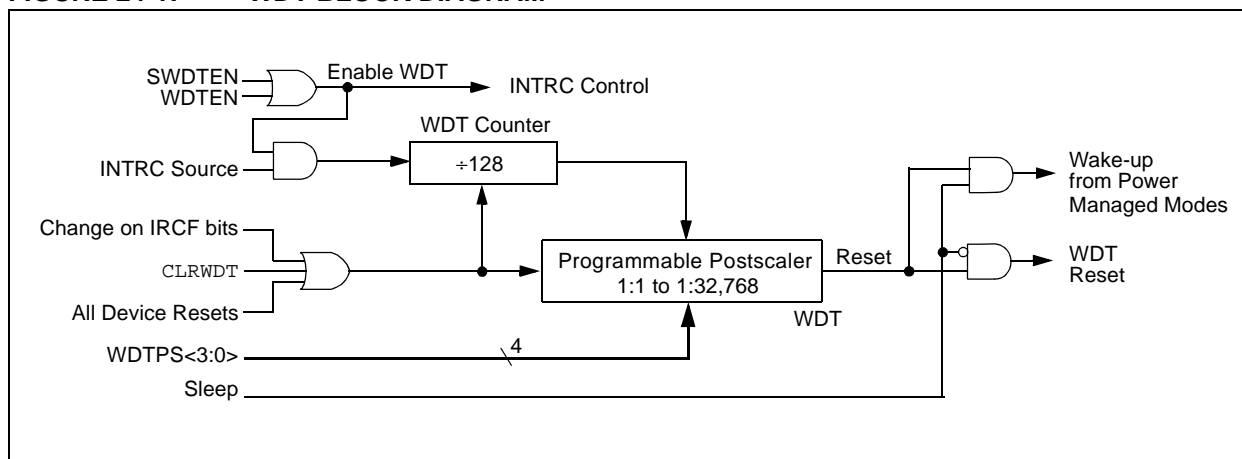 SWDTEN
WDTEN
Enable WDT
INTRC Control
WDT Counter
INTRC Source
÷128
Wake-up
from Power
Managed Modes
Change on IRCF bits
CLRWDT
All Device Resets
Programmable Postscaler
1:1 to 1:32,768
Reset
WDT
WDT
Reset
WDTPS<3:0>
4
Sleep